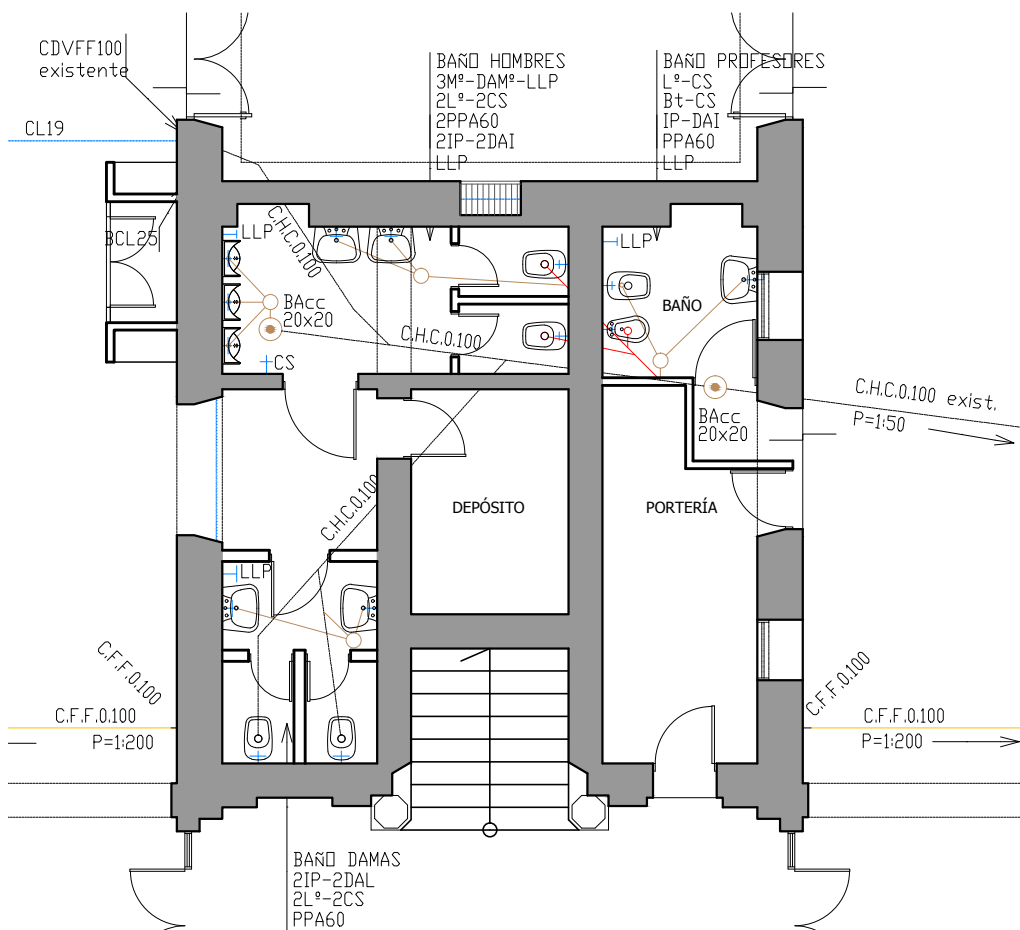 CDVFF100
existente
CL19
BCL25
BAÑO HOMBRES
3Mº-DAMº-LLP
2Lº-2CS
2PPA60
2IP-2DAI
LLP
BAÑO PROFESORES
Lº-CS
Bt-CS
IP-DAI
PPA60
LLP
LLP
C.H.C.0.100
BAcc
20x20
CS
C.H.C.0.100
LLP
BAÑO
BAcc
20x20
C.H.C.0.100 exist.
P=1:50
C.H.C.0.100
DEPÓSITO
PORTERÍA
LLP
C.F.F.0.100
C.F.F.0.100
P=1:200
C.F.F.0.100
C.F.F.0.100
P=1:200
BAÑO DAMAS
2IP-2DAL
2Lº-2CS
PPA60